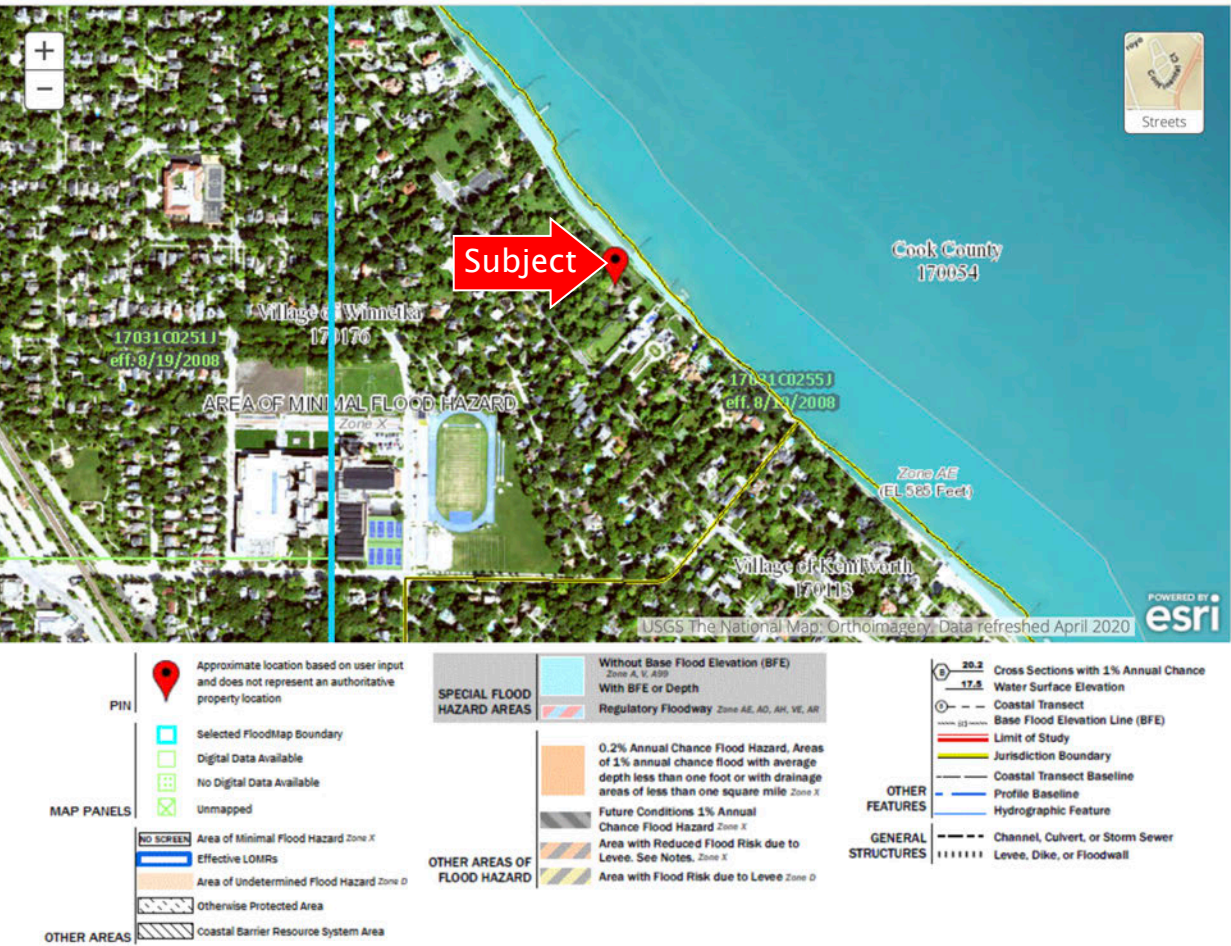 +
−
royo
Continental Ct
Streets
Subject
Cook County
170054
Village of Winnetka
170176
17031C0251J
eff. 8/19/2008
AREA OF MINIMAL FLOOD HAZARD
Zone X
17031C0255J
eff. 8/19/2008
Zone AE
(EL 585 Feet)
Village of Kenilworth
170113
POWERED BY
esri
USGS The National Map: Orthoimagery. Data refreshed April 2020
PIN
Approximate location based on user input
and does not represent an authoritative
property location
MAP PANELS
Selected FloodMap Boundary
Digital Data Available
No Digital Data Available
Unmapped
OTHER AREAS
NO SCREEN Area of Minimal Flood Hazard Zone X
Effective LOMRs
Area of Undetermined Flood Hazard Zone D
Otherwise Protected Area
Coastal Barrier Resource System Area
SPECIAL FLOOD
HAZARD AREAS
Without Base Flood Elevation (BFE)
Zone A, V, A99
With BFE or Depth
Regulatory Floodway Zone AE, AO, AH, VE, AR
OTHER AREAS OF
FLOOD HAZARD
0.2% Annual Chance Flood Hazard, Areas
of 1% annual chance flood with average
depth less than one foot or with drainage
areas of less than one square mile Zone X
Future Conditions 1% Annual
Chance Flood Hazard Zone X
Area with Reduced Flood Risk due to
Levee. See Notes. Zone X
Area with Flood Risk due to Levee Zone D
OTHER
FEATURES
B 20.2 Cross Sections with 1% Annual Chance
17.5 Water Surface Elevation
8 Coastal Transect
513 Base Flood Elevation Line (BFE)
Limit of Study
Jurisdiction Boundary
Coastal Transect Baseline
Profile Baseline
Hydrographic Feature
GENERAL
STRUCTURES
Channel, Culvert, or Storm Sewer
Levee, Dike, or Floodwall